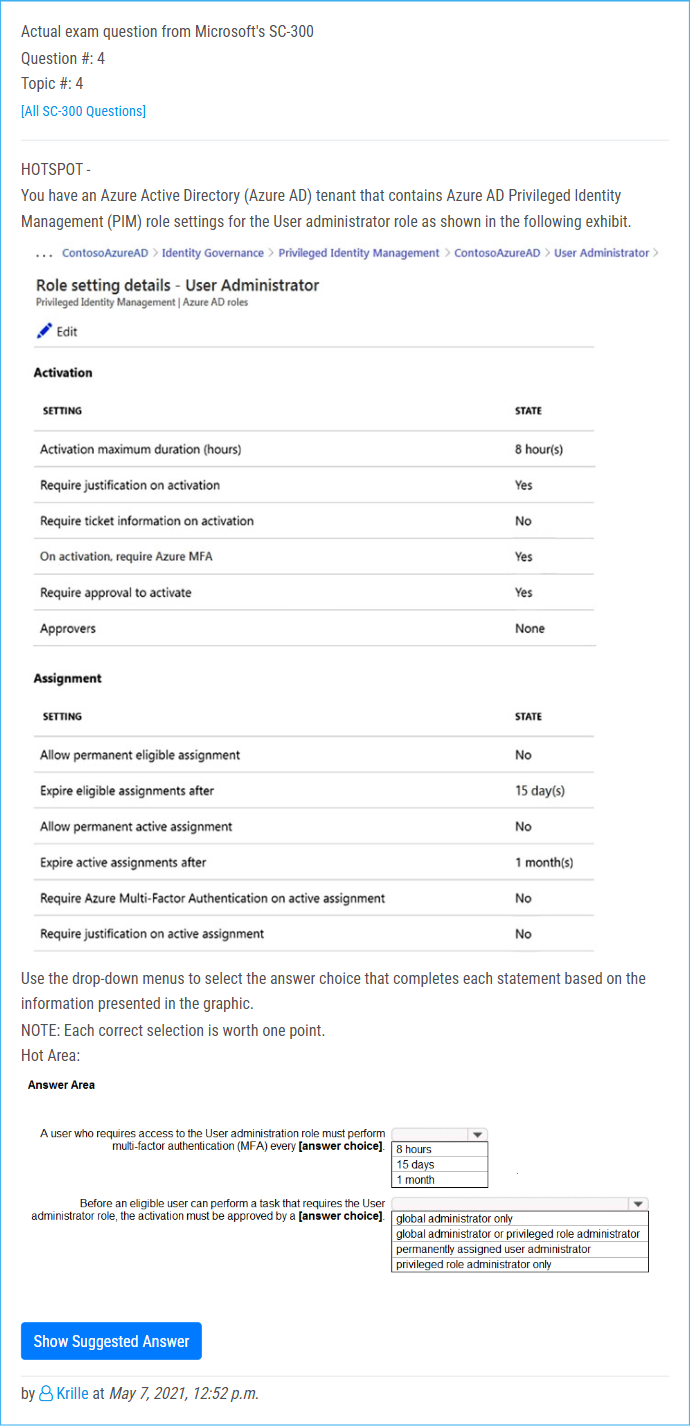 Actual exam question from Microsoft's SC-300
Question #: 4
Topic #: 4
[All SC-300 Questions]
HOTSPOT -
You have an Azure Active Directory (Azure AD) tenant that contains Azure AD Privileged Identity
Management (PIM) role settings for the User administrator role as shown in the following exhibit.
... ContosoAzureAD > Identity Governance > Privileged Identity Management > ContosoAzureAD > User Administrator >
Role setting details - User Administrator
Privileged Identity Management | Azure AD roles
Edit
Activation
SETTING STATE
Activation maximum duration (hours) 8 hour(s)
Require justification on activation Yes
Require ticket information on activation No
On activation, require Azure MFA Yes
Require approval to activate Yes
Approvers None
Assignment
SETTING STATE
Allow permanent eligible assignment No
Expire eligible assignments after 15 day(s)
Allow permanent active assignment No
Expire active assignments after 1 month(s)
Require Azure Multi-Factor Authentication on active assignment No
Require justification on active assignment No
Use the drop-down menus to select the answer choice that completes each statement based on the
information presented in the graphic.
NOTE: Each correct selection is worth one point.
Hot Area:
Answer Area
A user who requires access to the User administration role must perform
multi-factor authentication (MFA) every [answer choice].
8 hours
15 days
1 month
Before an eligible user can perform a task that requires the User
administrator role, the activation must be approved by a [answer choice].
global administrator only
global administrator or privileged role administrator
permanently assigned user administrator
privileged role administrator only
Show Suggested Answer
by Krille at May 7, 2021, 12:52 p.m.